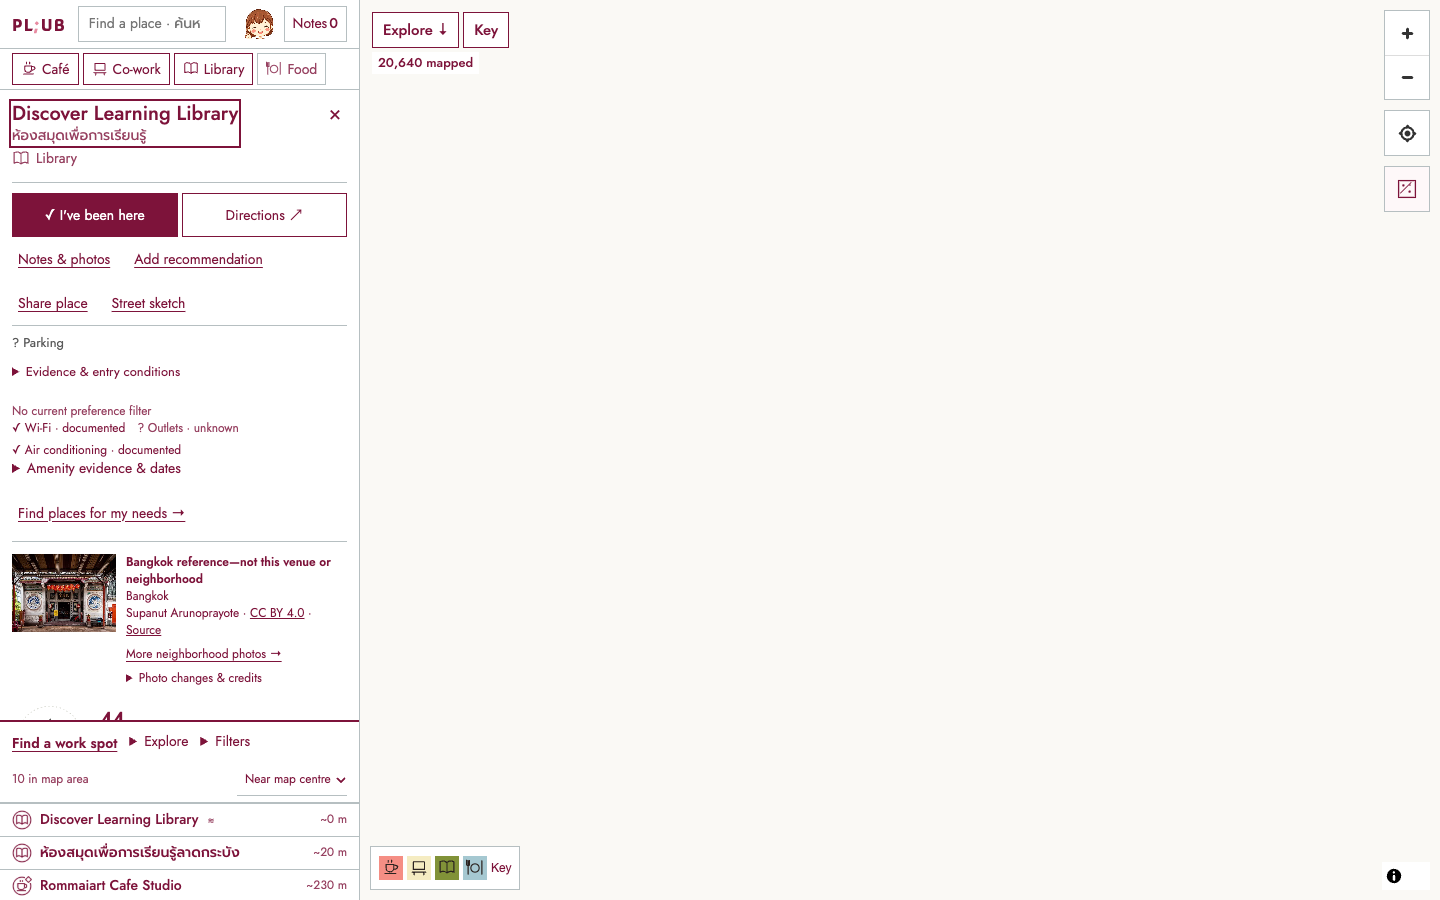 PL;UB
Find a place · ค้นห
Notes 0
Café
Co-work
Library
Food
Explore ↓
Key
20,640 mapped
Discover Learning Library
ห้องสมุดเพื่อการเรียนรู้
×
Library
✓ I've been here
Directions ↗
Notes & photos
Add recommendation
Share place
Street sketch
? Parking
▶ Evidence & entry conditions
No current preference filter
✓ Wi-Fi · documented ? Outlets · unknown
✓ Air conditioning · documented
▶ Amenity evidence & dates
Find places for my needs →
Bangkok reference—not this venue or
neighborhood
Bangkok
Supanut Arunoprayote · CC BY 4.0 ·
Source
More neighborhood photos →
▶ Photo changes & credits
44
Find a work spot
▶ Explore
▶ Filters
10 in map area
Near map centre
Discover Learning Library ≈
~0 m
ห้องสมุดเพื่อการเรียนรู้ลาดกระบัง
~20 m
Rommaiart Cafe Studio
~230 m
Key